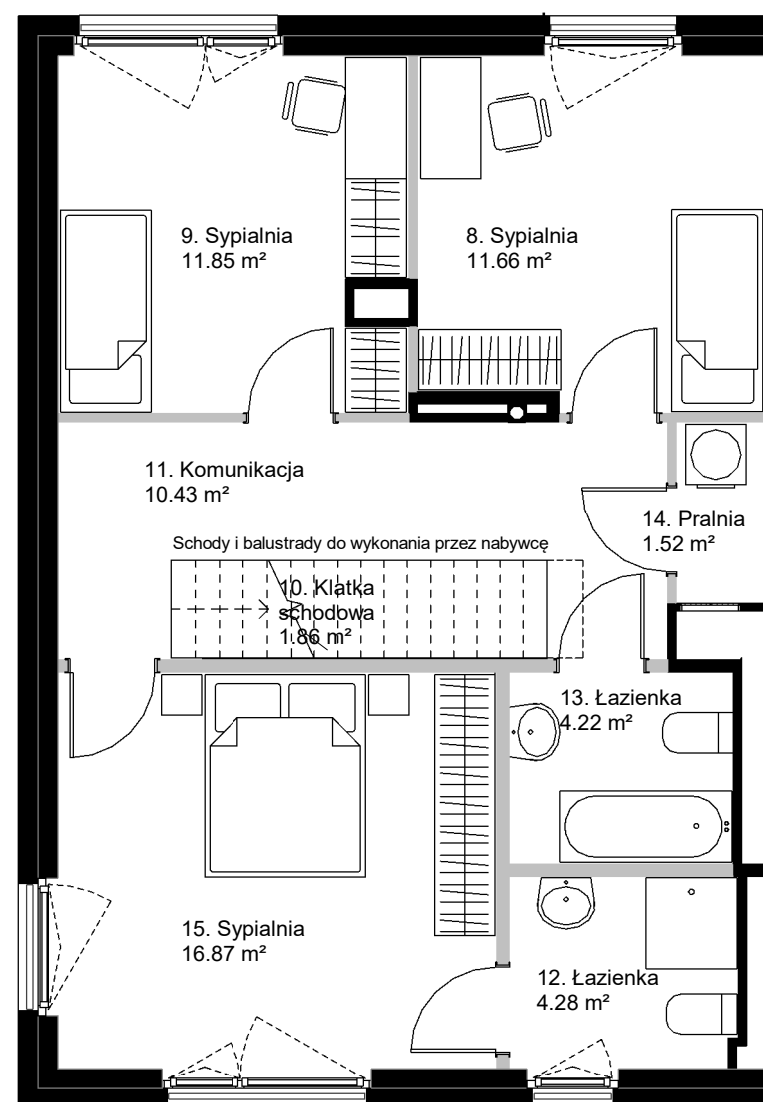 9. Sypialnia
11.85 m²
8. Sypialnia
11.66 m²
11. Komunikacja
10.43 m²
14. Pralnia
1.52 m²
Schody i balustrady do wykonania przez nabywcę
10. Klatka
schodowa
1.86 m²
13. Łazienka
4.22 m²
15. Sypialnia
16.87 m²
12. Łazienka
4.28 m²